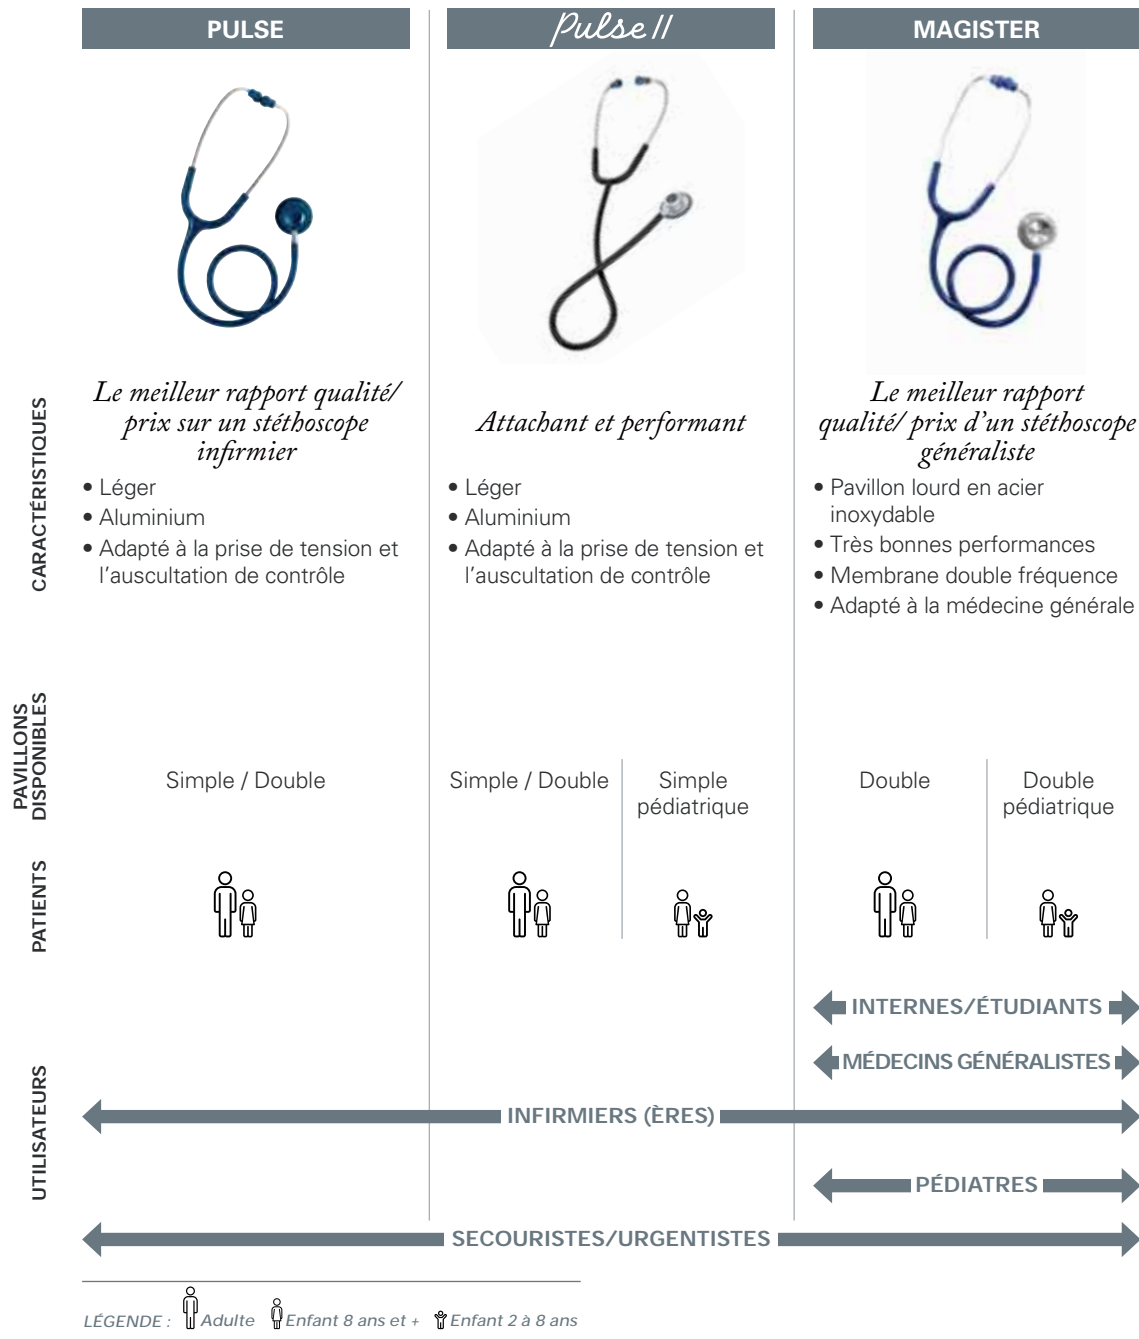 PULSE
Pulse II
MAGISTER
CARACTÉRISTIQUES
Le meilleur rapport qualité/
prix sur un stéthoscope
infirmier
• Léger
• Aluminium
• Adapté à la prise de tension et
l'auscultation de contrôle
Attachant et performant
• Léger
• Aluminium
• Adapté à la prise de tension et
l'auscultation de contrôle
Le meilleur rapport
qualité/ prix d'un stéthoscope
généraliste
• Pavillon lourd en acier
inoxydable
• Très bonnes performances
• Membrane double fréquence
• Adapté à la médecine générale
PAVILLONS
DISPONIBLES
Simple / Double
Simple / Double
Simple
pédiatrique
Double
Double
pédiatrique
PATIENTS
UTILISATEURS
INTERNES/ÉTUDIANTS
MÉDECINS GÉNÉRALISTES
INFIRMIERS (ÈRES)
PÉDIATRES
SECOURISTES/URGENTISTES
LÉGENDE : Adulte Enfant 8 ans et + Enfant 2 à 8 ans